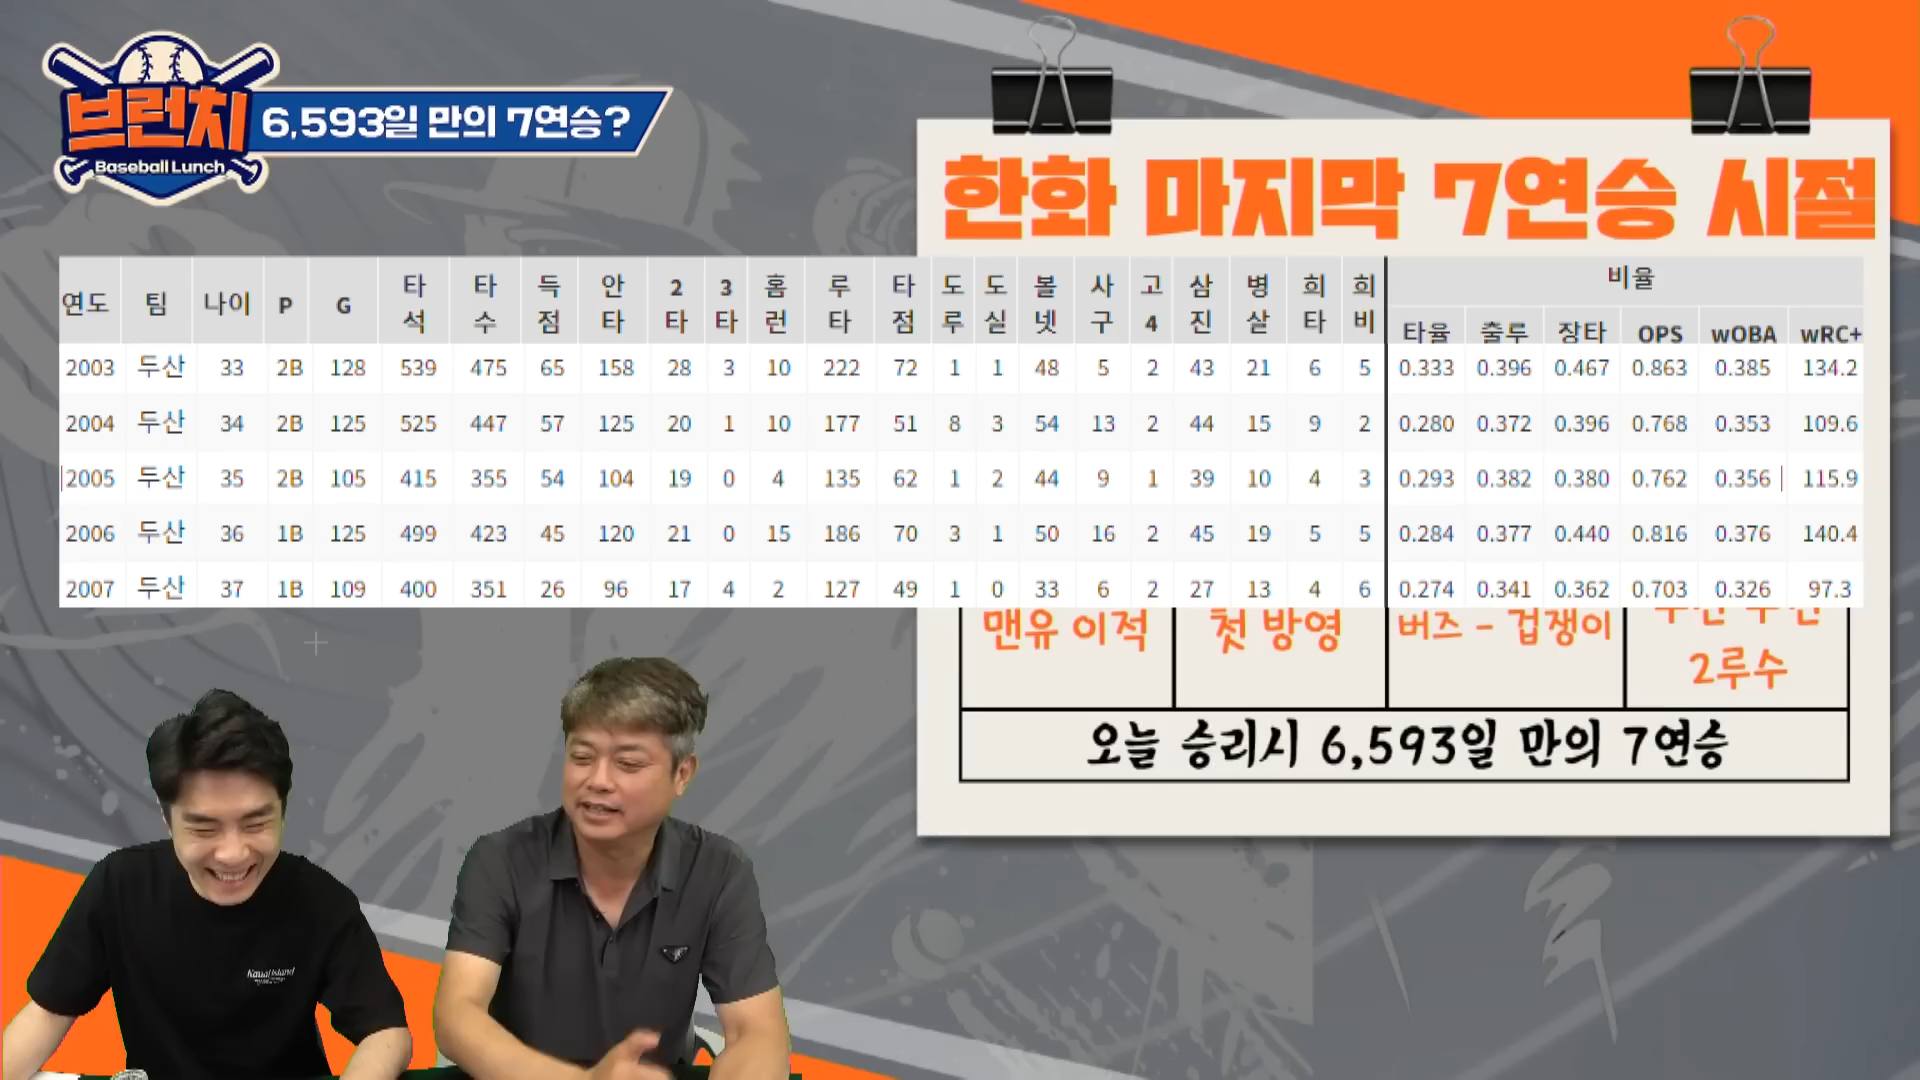 브런치
Baseball Lunch
6,593일 만의 7연승?
한화 마지막 7연승 시절
연도 팀 나이 P G 타석 타수 득점 안타 2타 3타 홈런 루타 타점 도루 도실 볼넷 사구 고4 삼진 병살 희타 희비 비율
타율 출루 장타 OPS wOBA wRC+
2003 두산 33 2B 128 539 475 65 158 28 3 10 222 72 1 1 48 5 2 43 21 6 5 0.333 0.396 0.467 0.863 0.385 134.2
2004 두산 34 2B 125 525 447 57 125 20 1 10 177 51 8 3 54 13 2 44 15 9 2 0.280 0.372 0.396 0.768 0.353 109.6
2005 두산 35 2B 105 415 355 54 104 19 0 4 135 62 1 2 44 9 1 39 10 4 3 0.293 0.382 0.380 0.762 0.356 115.9
2006 두산 36 1B 125 499 423 45 120 21 0 15 186 70 3 1 50 16 2 45 19 5 5 0.284 0.377 0.440 0.816 0.376 140.4
2007 두산 37 1B 109 400 351 26 96 17 4 2 127 49 1 0 33 6 2 27 13 4 6 0.274 0.341 0.362 0.703 0.326 97.3
맨유 이적 첫 방영 버즈 - 겁쟁이
2루수
오늘 승리시 6,593일 만의 7연승
Kauai Island